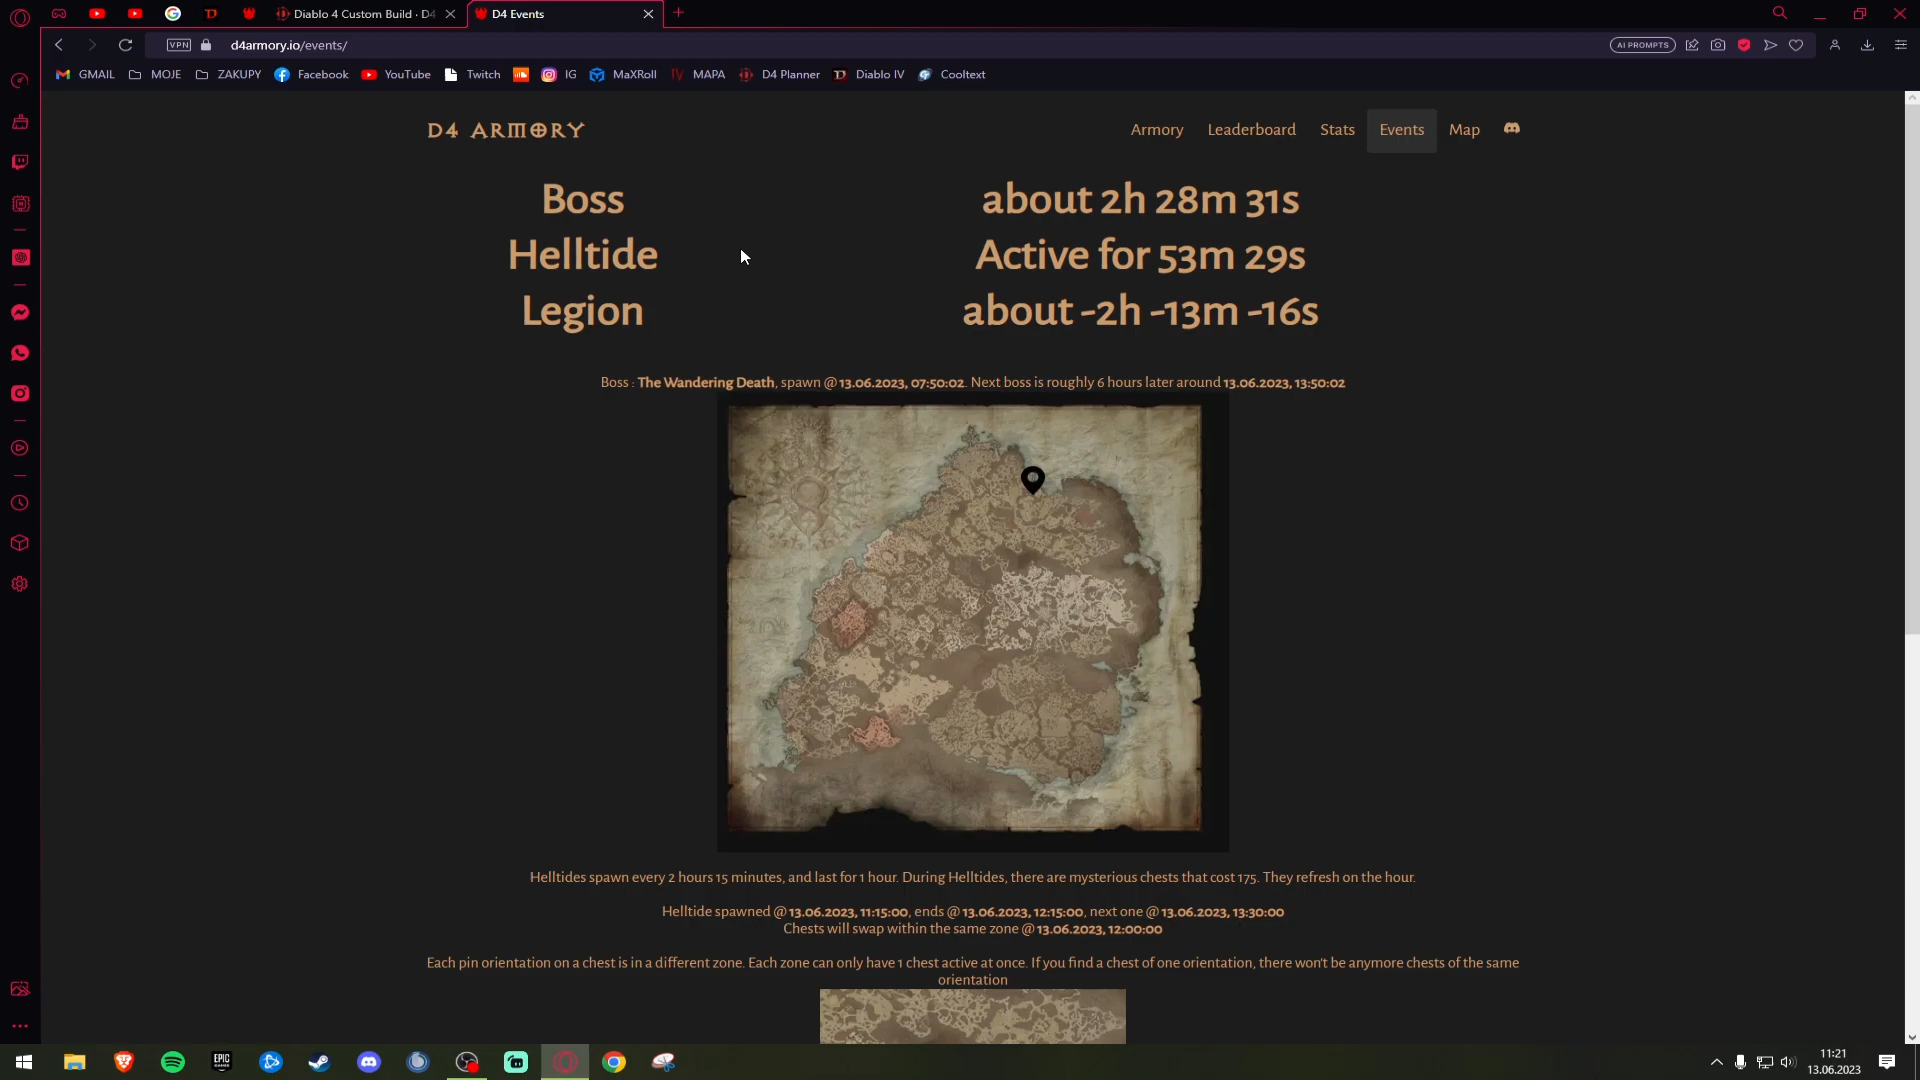 Diablo 4 Custom Build · D4
D4 Events
VPN
d4armory.io/events/
AI PROMPTS
GMAIL
MOJE
ZAKUPY
Facebook
YouTube
Twitch
IG
MaXRoll
MAPA
D4 Planner
Diablo IV
Cooltext
D4 ARMORY
Armory
Leaderboard
Stats
Events
Map
Boss
about 2h 28m 31s
Helltide
Active for 53m 29s
Legion
about -2h -13m -16s
Boss : The Wandering Death, spawn @ 13.06.2023, 07:50:02. Next boss is roughly 6 hours later around 13.06.2023, 13:50:02
Helltides spawn every 2 hours 15 minutes, and last for 1 hour. During Helltides, there are mysterious chests that cost 175. They refresh on the hour.
Helltide spawned @ 13.06.2023, 11:15:00, ends @ 13.06.2023, 12:15:00, next one @ 13.06.2023, 13:30:00
Chests will swap within the same zone @ 13.06.2023, 12:00:00
Each pin orientation on a chest is in a different zone. Each zone can only have 1 chest active at once. If you find a chest of one orientation, there won't be anymore chests of the same
orientation
EPIC
GAMES
11:21
13.06.2023